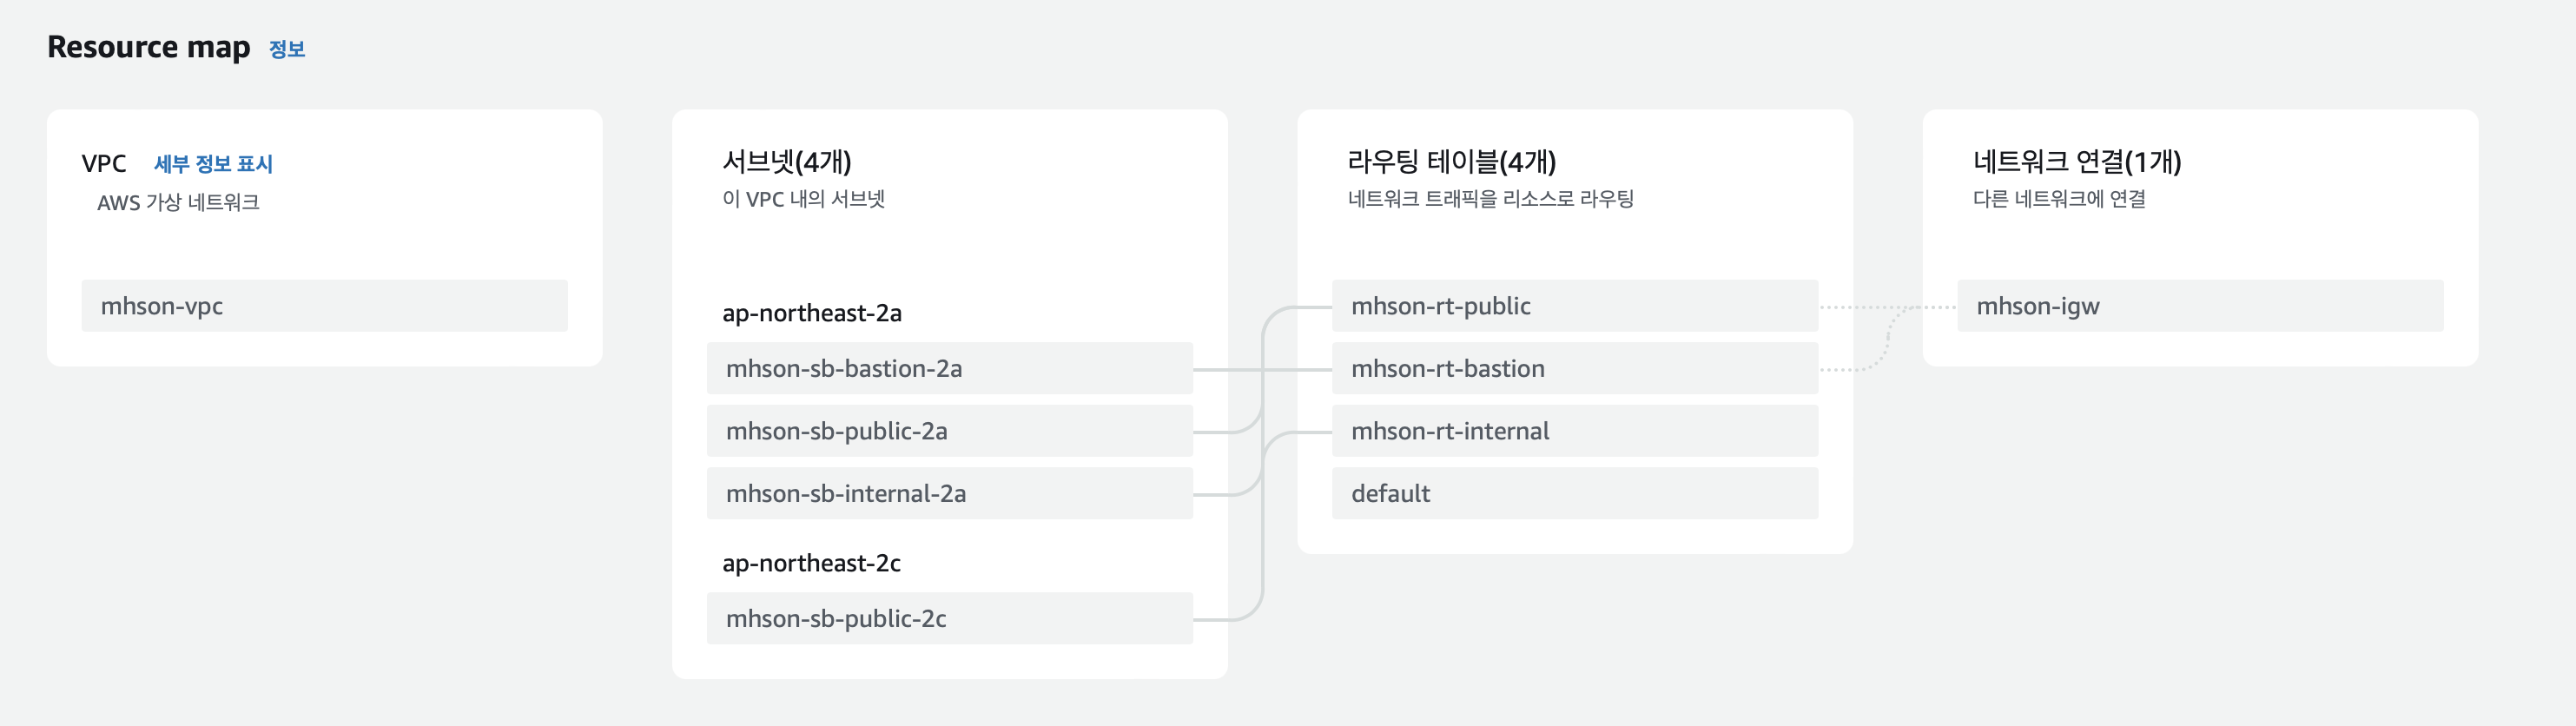 Resource map 정보
VPC 세부 정보 표시
AWS 가상 네트워크
mhson-vpc
서브넷(4개)
이 VPC 내의 서브넷
ap-northeast-2a
mhson-sb-bastion-2a
mhson-sb-public-2a
mhson-sb-internal-2a
ap-northeast-2c
mhson-sb-public-2c
라우팅 테이블(4개)
네트워크 트래픽을 리소스로 라우팅
mhson-rt-public
mhson-rt-bastion
mhson-rt-internal
default
네트워크 연결(1개)
다른 네트워크에 연결
mhson-igw